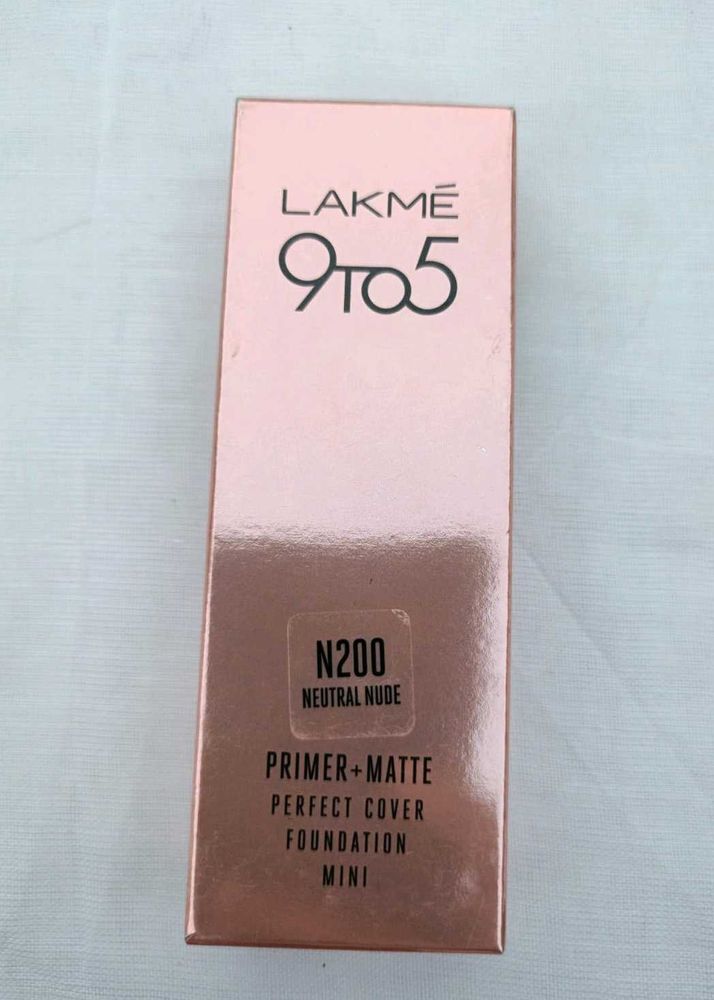 LAKMÉ
9TO5
N200
NEUTRAL NUDE
PRIMER+MATTE
PERFECT COVER
FOUNDATION
MINI